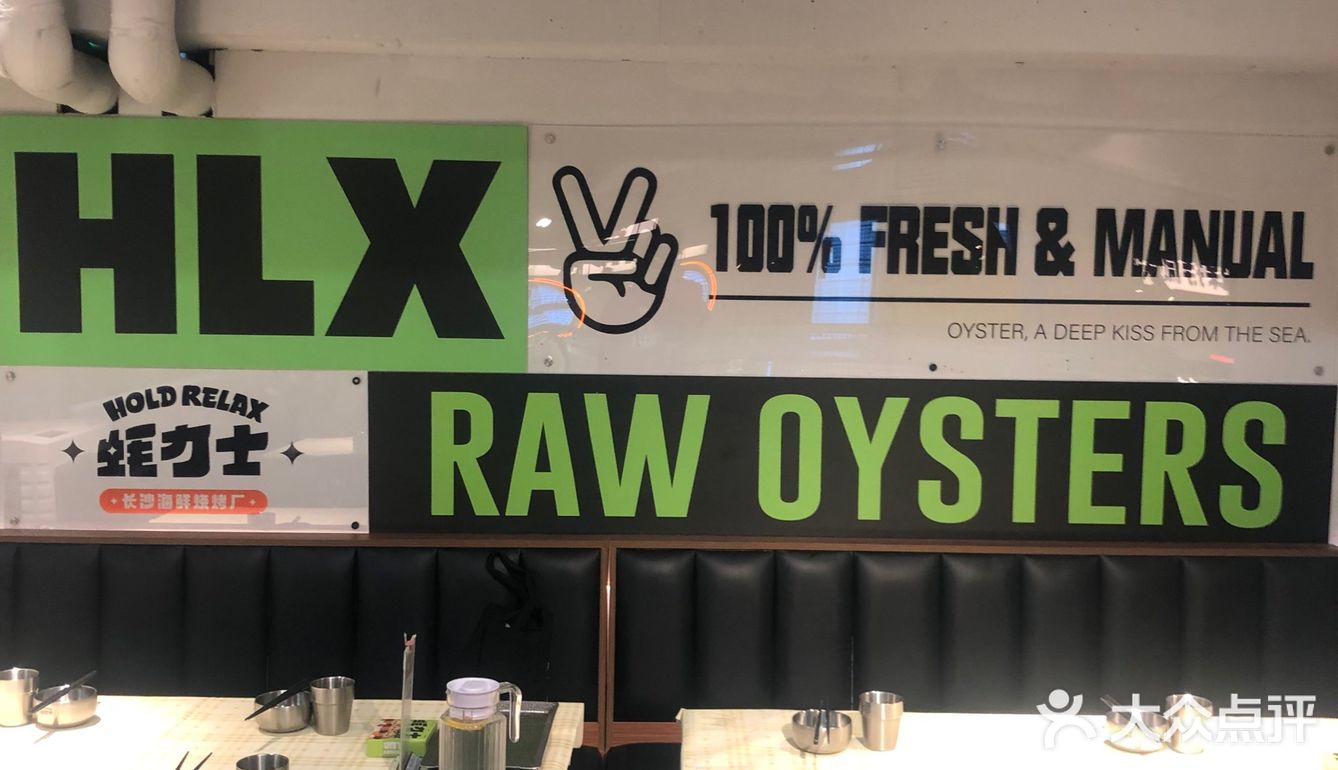 HLX
100% FRESH & MANUAL
OYSTER, A DEEP KISS FROM THE SEA.
HOLD RELAX
蚝力士
长沙海鲜烧烤厂
RAW OYSTERS
大众点评